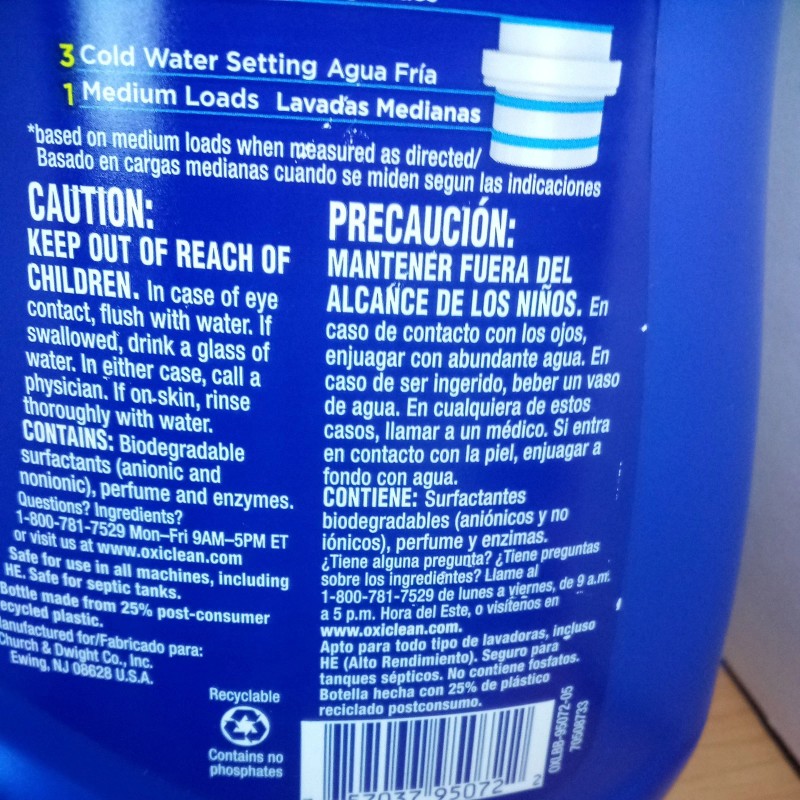 3 Cold Water Setting Agua Fría
1 Medium Loads Lavadas Medianas
*based on medium loads when measured as directed/
Basado en cargas medianas cuando se miden segun las indicaciones
CAUTION:
KEEP OUT OF REACH OF
CHILDREN. In case of eye
contact, flush with water. If
swallowed, drink a glass of
water. In either case, call a
physician. If on-skin, rinse
thoroughly with water.
CONTAINS: Biodegradable
surfactants (anionic and
nonionic), perfume and enzymes.
Questions? Ingredients?
1-800-781-7529 Mon–Fri 9AM–5PM ET
or visit us at www.oxiclean.com
Safe for use in all machines, including
HE. Safe for septic tanks.
Bottle made from 25% post-consumer
recycled plastic.
Manufactured for/Fabricado para:
Church & Dwight Co., Inc.
Ewing, NJ 08628 U.S.A.
PRECAUCIÓN:
MANTENER FUERA DEL
ALCANCE DE LOS NIÑOS. En
caso de contacto con los ojos,
enjuagar con abundante agua. En
caso de ser ingerido, beber un vaso
de agua. En cualquiera de estos
casos, llamar a un médico. Si entra
en contacto con la piel, enjuagar a
fondo con agua.
CONTIENE: Surfactantes
biodegradables (aniónicos y no
iónicos), perfume y enzimas.
¿Tiene alguna pregunta? ¿Tiene preguntas
sobre los ingredientes? Llame al
1-800-781-7529 de lunes a viernes, de 9 a.m.
a 5 p.m. Hora del Este, o visítenos en
www.oxiclean.com.
Apto para todo tipo de lavadoras, incluso
HE (Alto Rendimiento). Seguro para
tanques sépticos. No contiene fosfatos.
Botella hecha con 25% de plástico
reciclado postconsumo.
Recyclable
Contains no
phosphates
57037 95072 2
OXLBB-95072-05
70508733